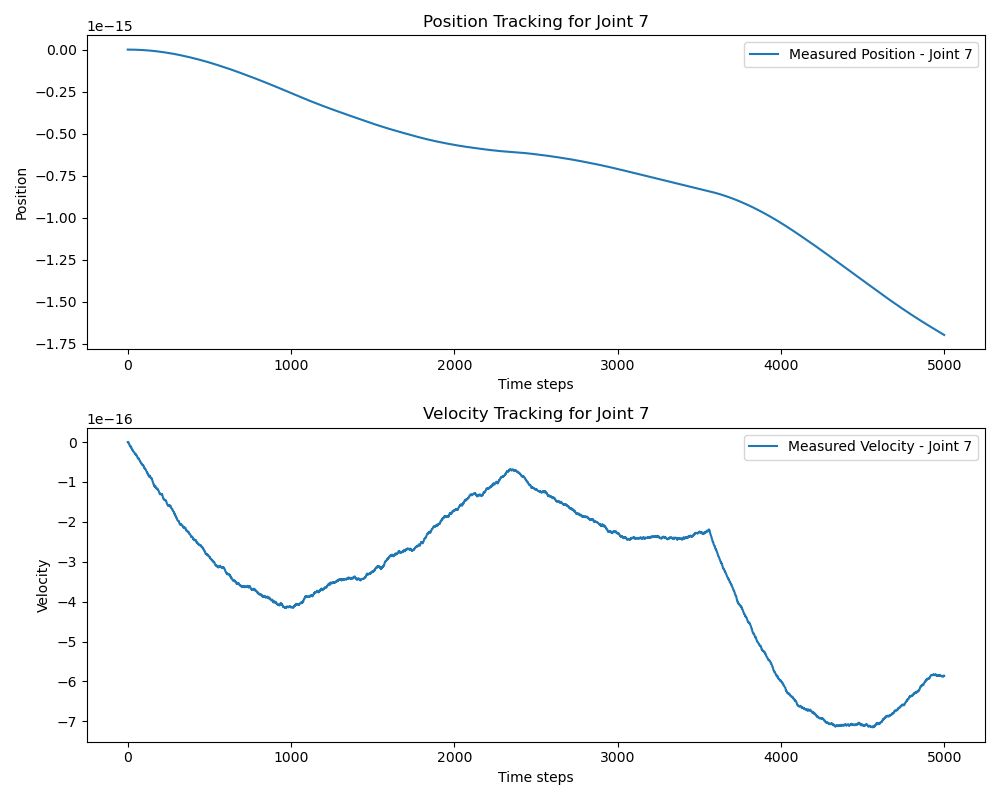 Position Tracking for Joint 7
1e−15
Measured Position - Joint 7
0.00
−0.25
−0.50
−0.75
−1.00
−1.25
−1.50
−1.75
Position
0 1000 2000 3000 4000 5000
Time steps
Velocity Tracking for Joint 7
1e−16
Measured Velocity - Joint 7
0
−1
−2
−3
−4
−5
−6
−7
Velocity
0 1000 2000 3000 4000 5000
Time steps